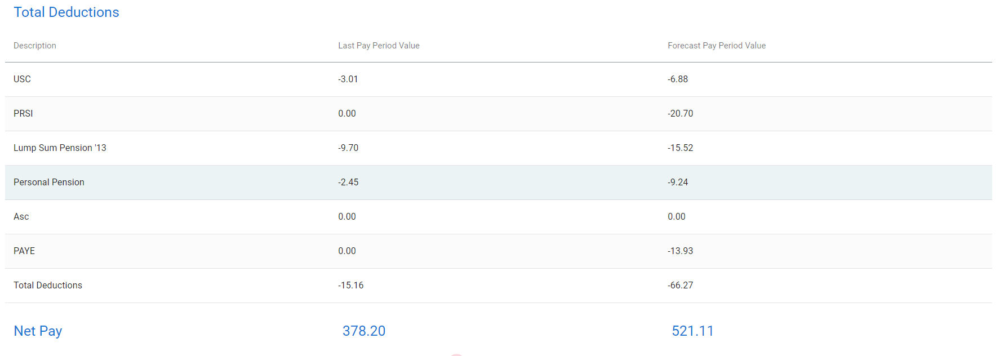 Total Deductions
Description Last Pay Period Value Forecast Pay Period Value
USC -3.01 -6.88
PRSI 0.00 -20.70
Lump Sum Pension '13 -9.70 -15.52
Personal Pension -2.45 -9.24
Asc 0.00 0.00
PAYE 0.00 -13.93
Total Deductions -15.16 -66.27
Net Pay 378.20 521.11